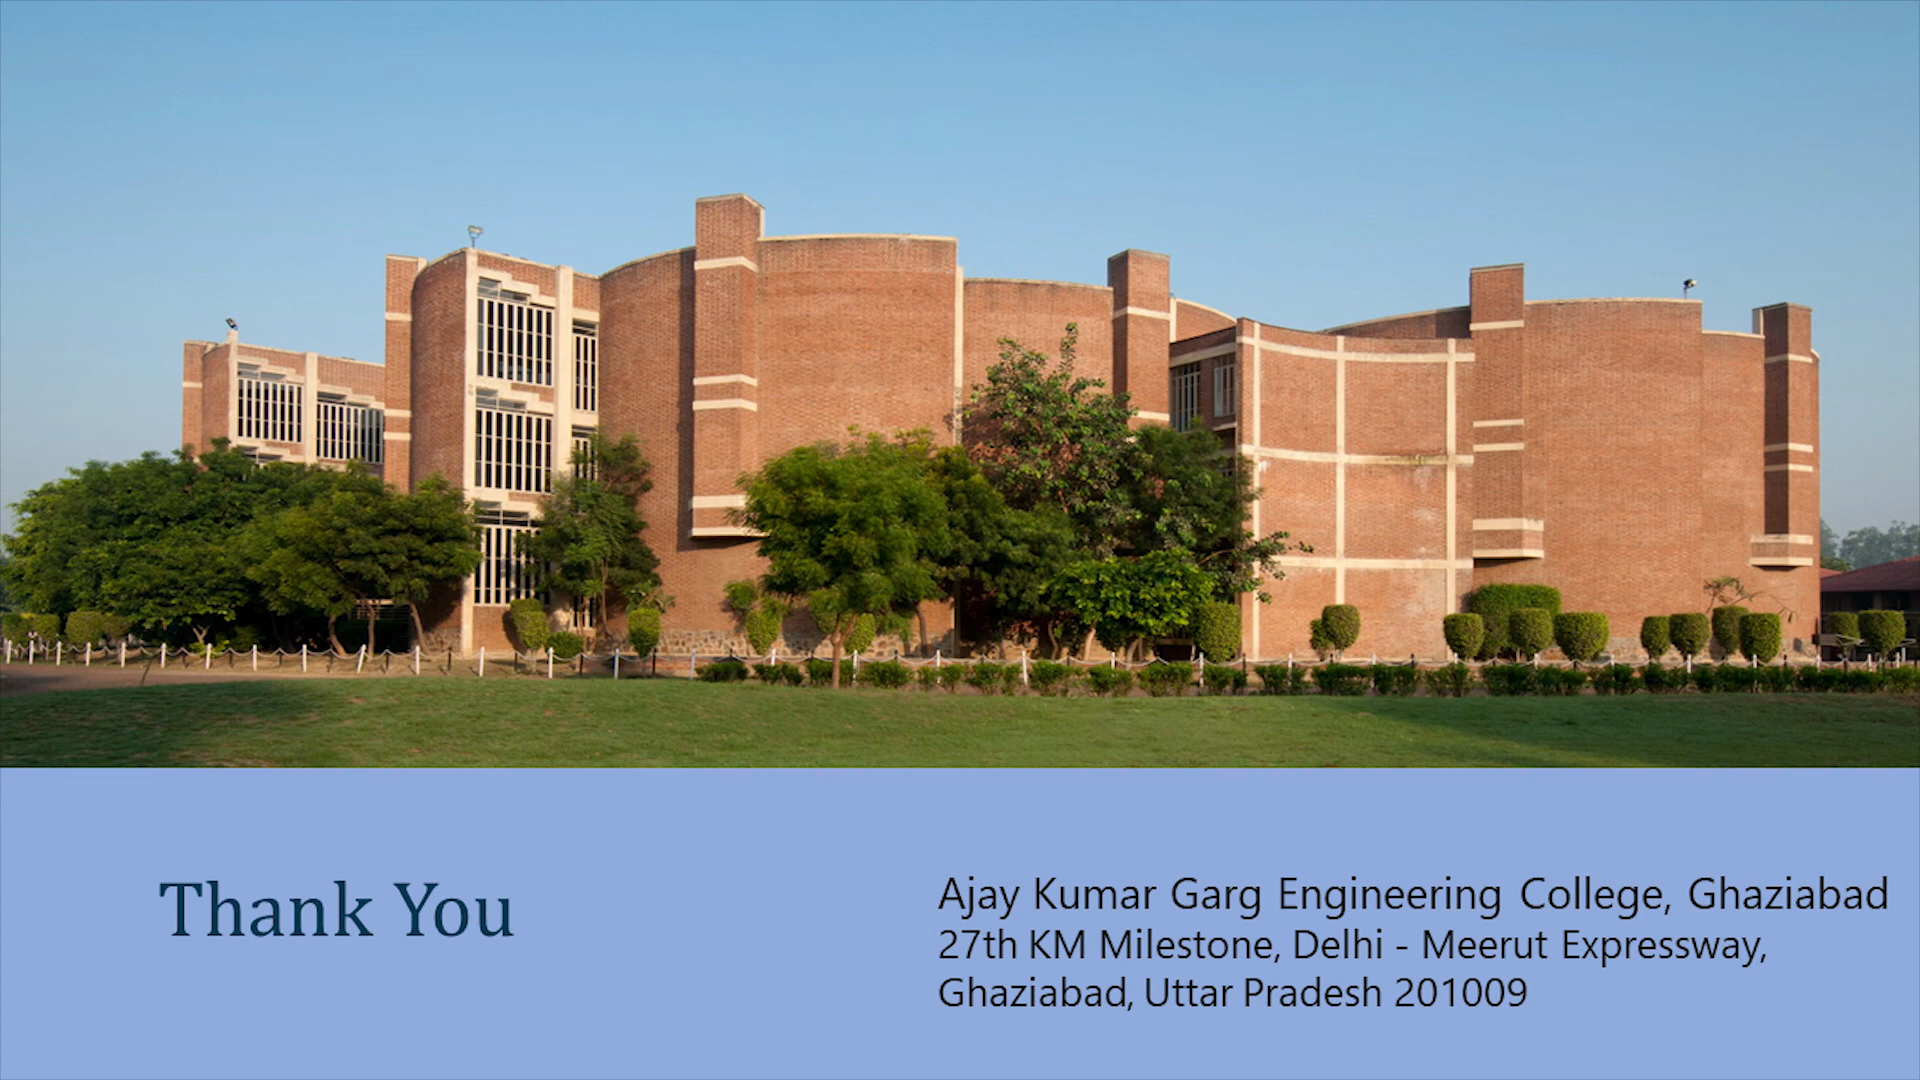 Thank You
Ajay Kumar Garg Engineering College, Ghaziabad
27th KM Milestone, Delhi - Meerut Expressway,
Ghaziabad, Uttar Pradesh 201009